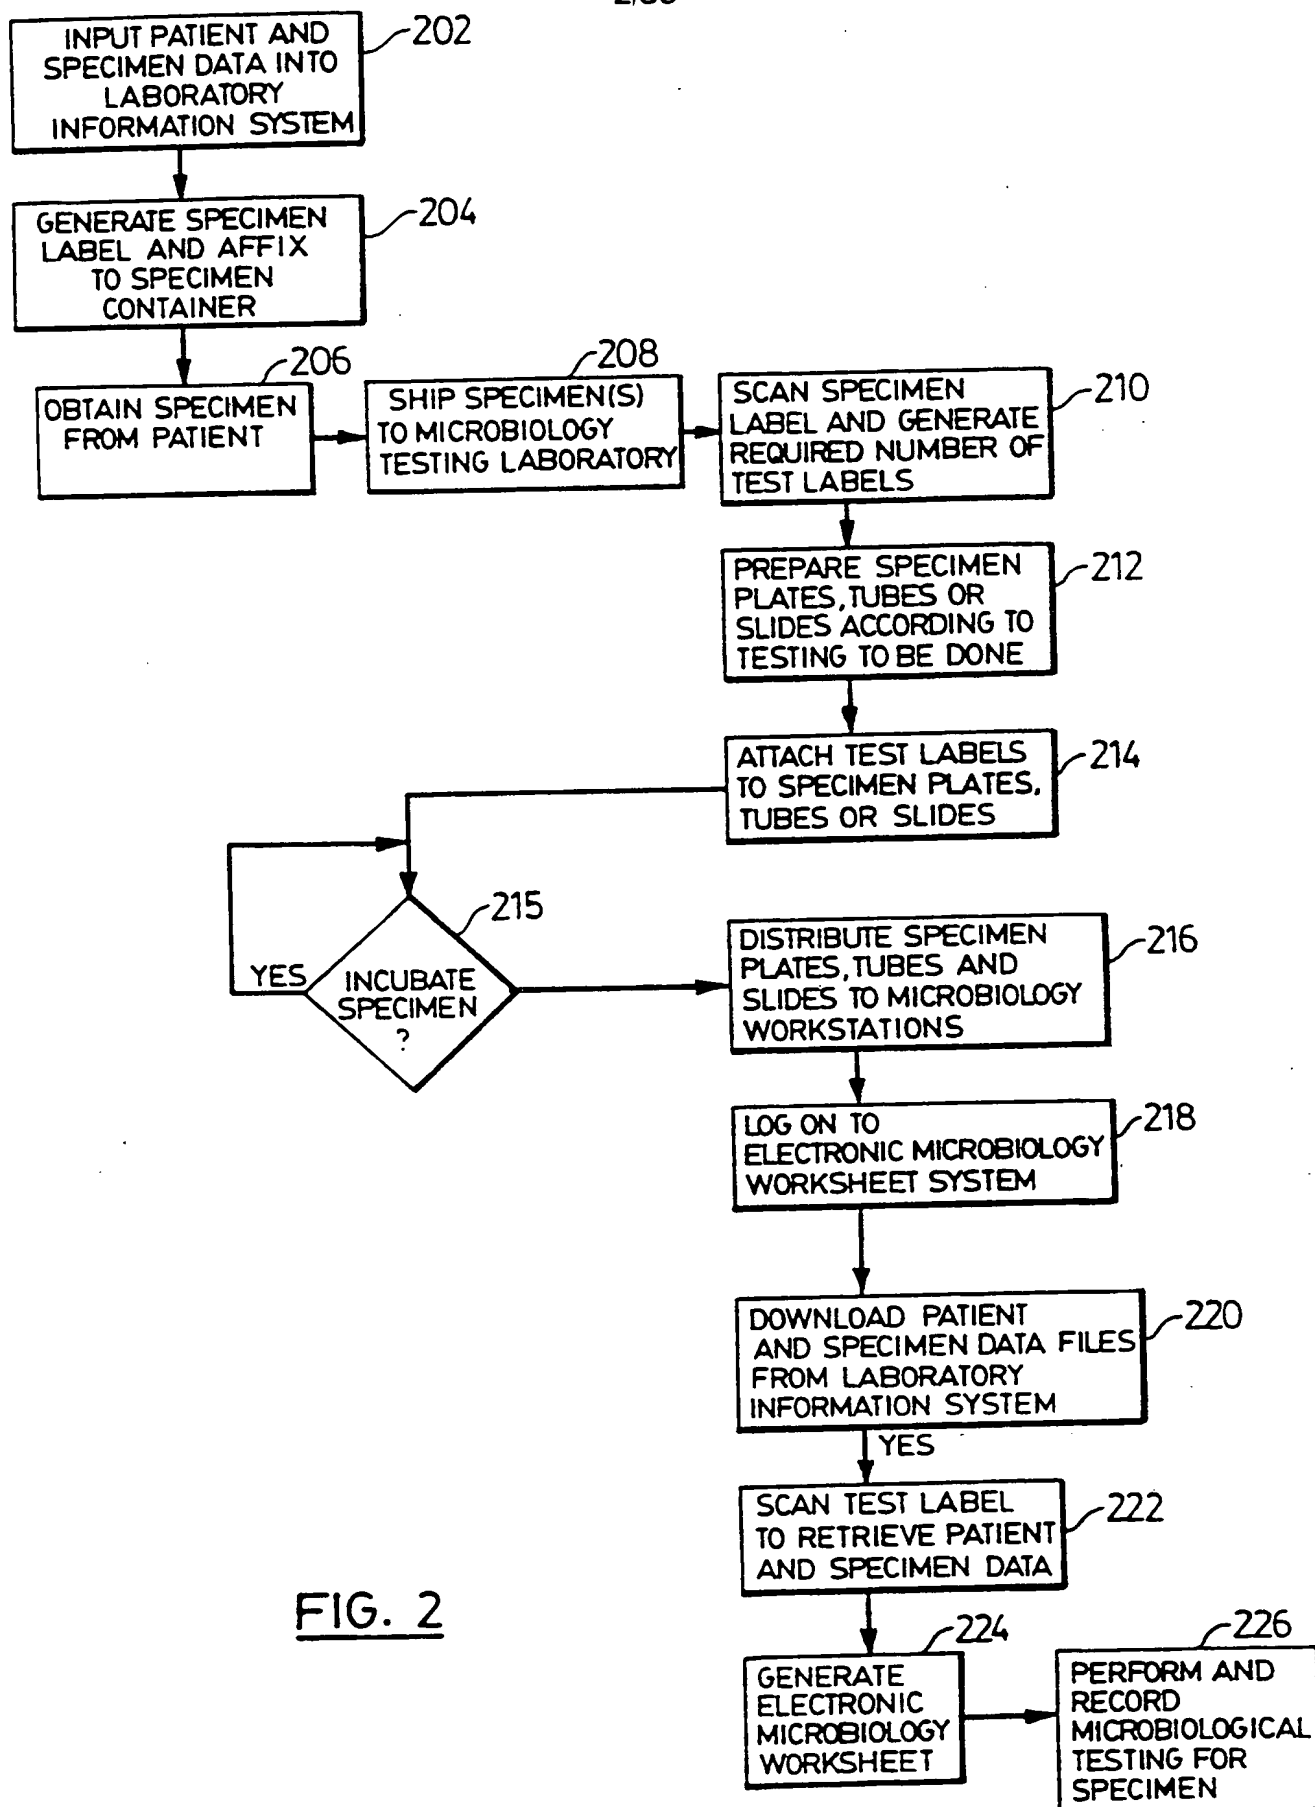 INPUT PATIENT AND
SPECIMEN DATA INTO
LABORATORY
INFORMATION SYSTEM
202
GENERATE SPECIMEN
LABEL AND AFFIX
TO SPECIMEN
CONTAINER
204
OBTAIN SPECIMEN
FROM PATIENT
206
SHIP SPECIMEN(S)
TO MICROBIOLOGY
TESTING LABORATORY
208
SCAN SPECIMEN
LABEL AND GENERATE
REQUIRED NUMBER OF
TEST LABELS
210
PREPARE SPECIMEN
PLATES, TUBES OR
SLIDES ACCORDING TO
TESTING TO BE DONE
212
ATTACH TEST LABELS
TO SPECIMEN PLATES,
TUBES OR SLIDES
214
215
YES
INCUBATE
SPECIMEN
?
DISTRIBUTE SPECIMEN
PLATES, TUBES AND
SLIDES TO MICROBIOLOGY
WORKSTATIONS
216
LOG ON TO
ELECTRONIC MICROBIOLOGY
WORKSHEET SYSTEM
218
DOWNLOAD PATIENT
AND SPECIMEN DATA FILES
FROM LABORATORY
INFORMATION SYSTEM
220
YES
SCAN TEST LABEL
TO RETRIEVE PATIENT
AND SPECIMEN DATA
222
GENERATE
ELECTRONIC
MICROBIOLOGY
WORKSHEET
224
PERFORM AND
RECORD
MICROBIOLOGICAL
TESTING FOR
SPECIMEN
226
FIG. 2